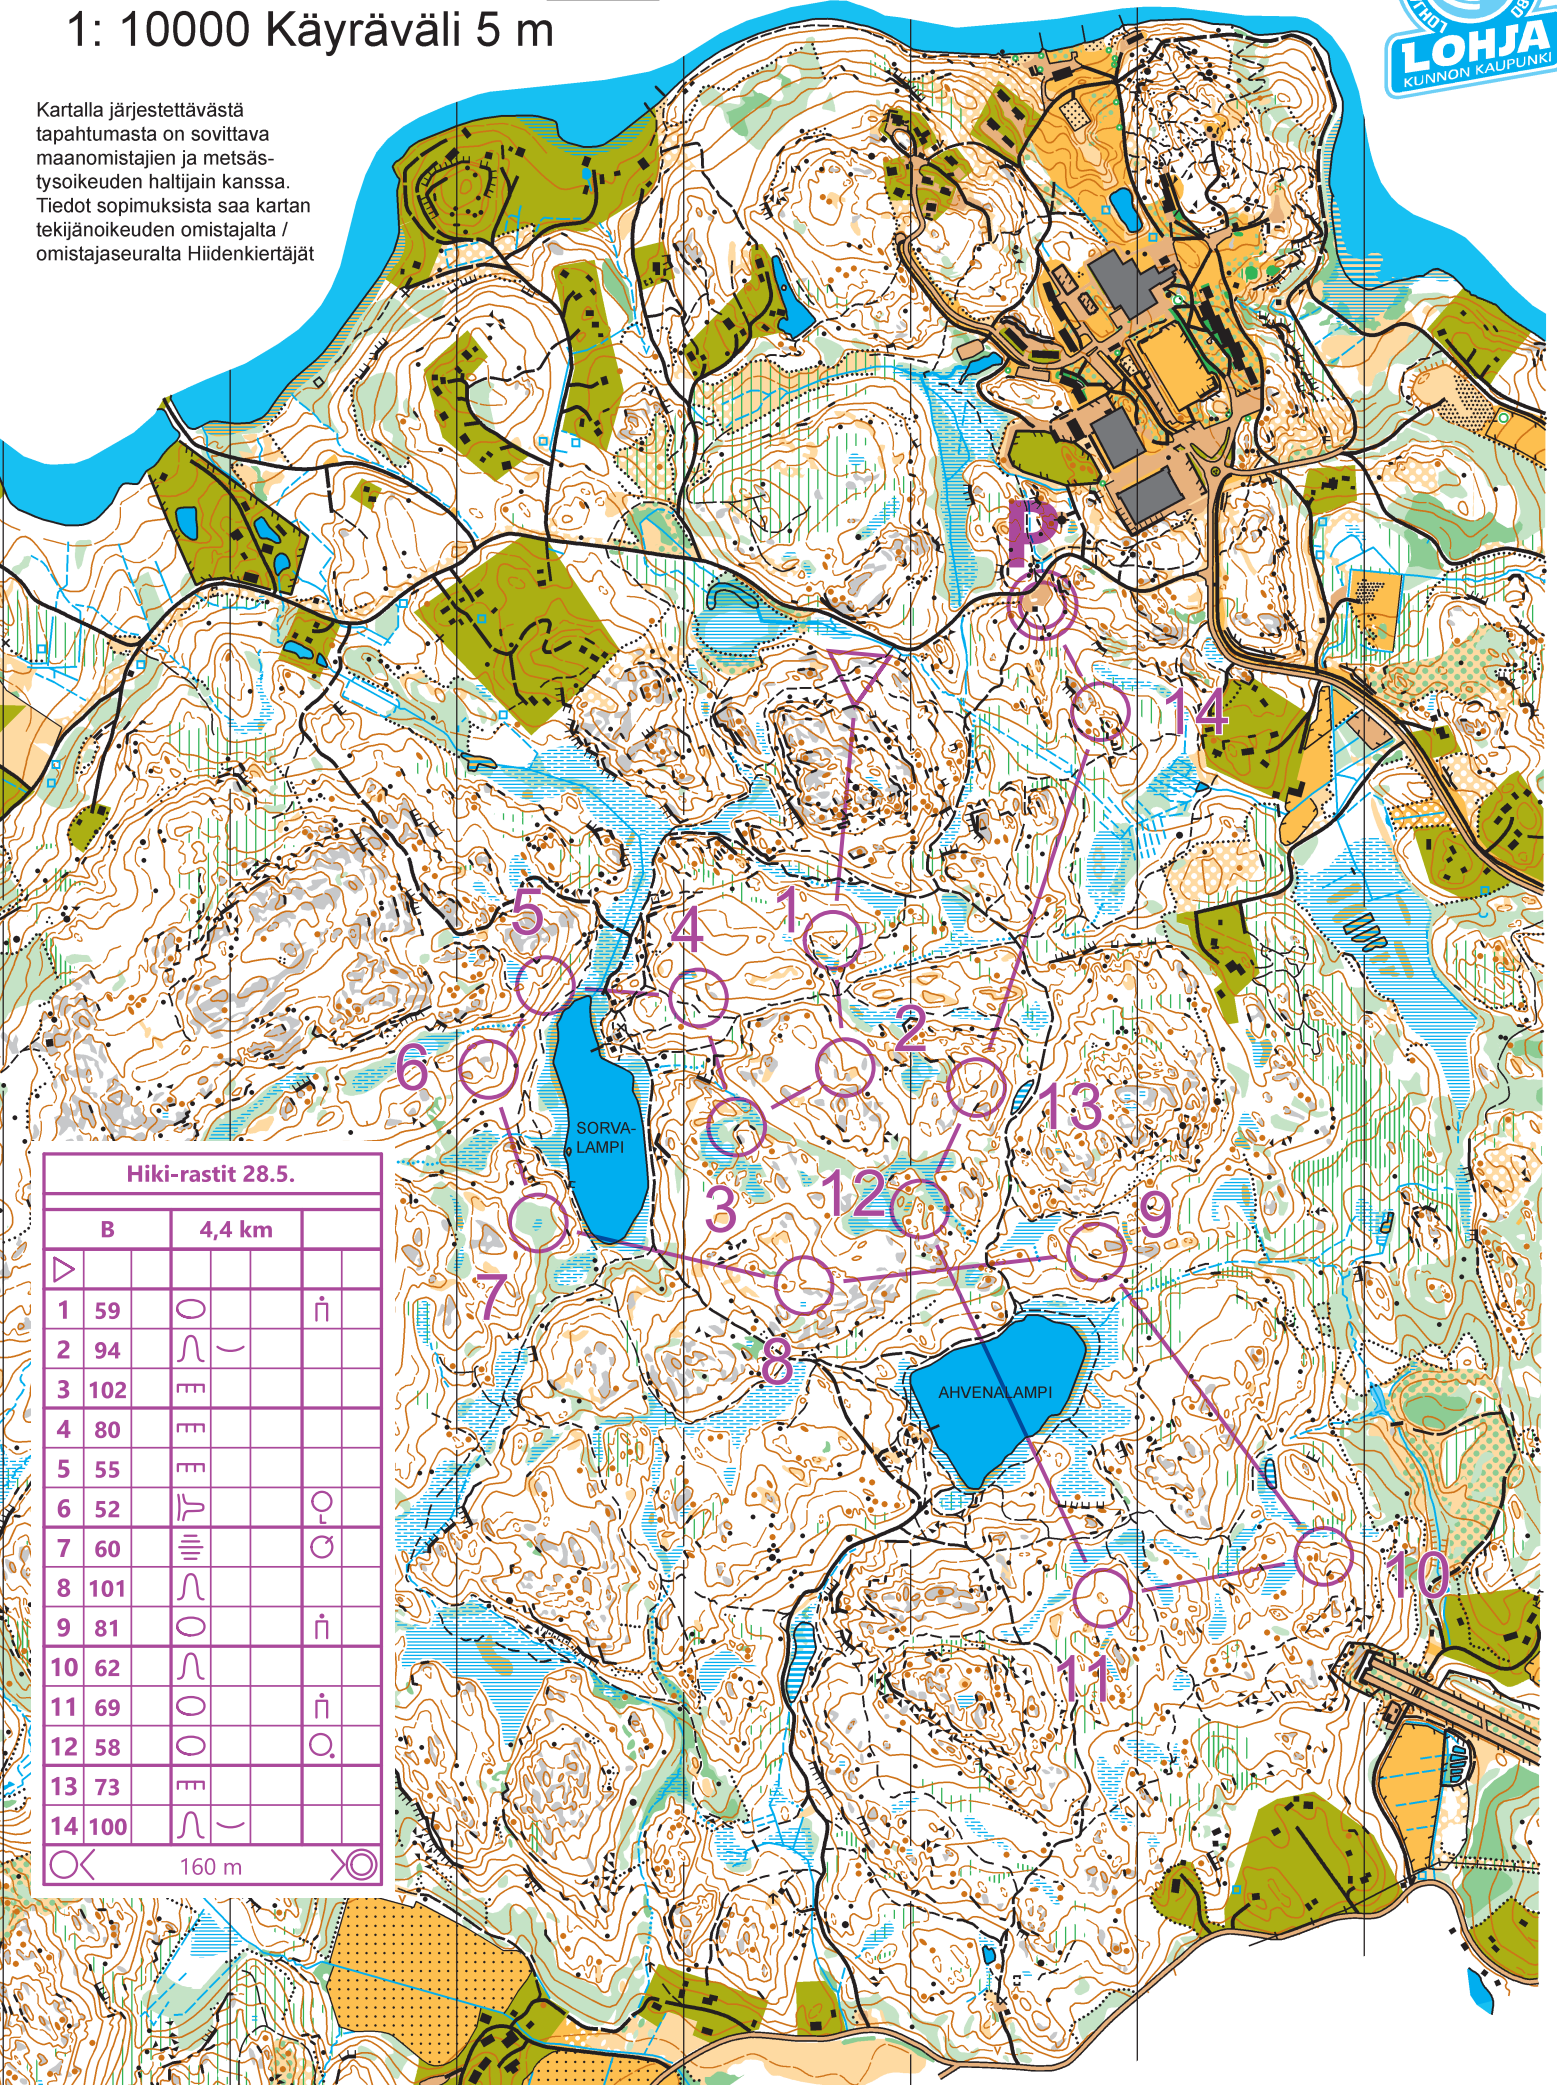 1: 10000 Käyräväli 5 m
LOHJA
KUNNON KAUPUNKI
Kartalla järjestettävästä
tapahtumasta on sovittava
maanomistajien ja metsäs-
tysoikeuden haltijain kanssa.
Tiedot sopimuksista saa kartan
tekijänoikeuden omistajalta /
omistajaseuralta Hiidenkiertäjät
P
14
5
4
1
2
6
13
SORVA-
LAMPI
3
12
9
7
8
AHVENALAMPI
10
11
Hiki-rastit 28.5.
B 4,4 km
1 59
2 94
3 102
4 80
5 55
6 52
7 60
8 101
9 81
10 62
11 69
12 58
13 73
14 100
160 m